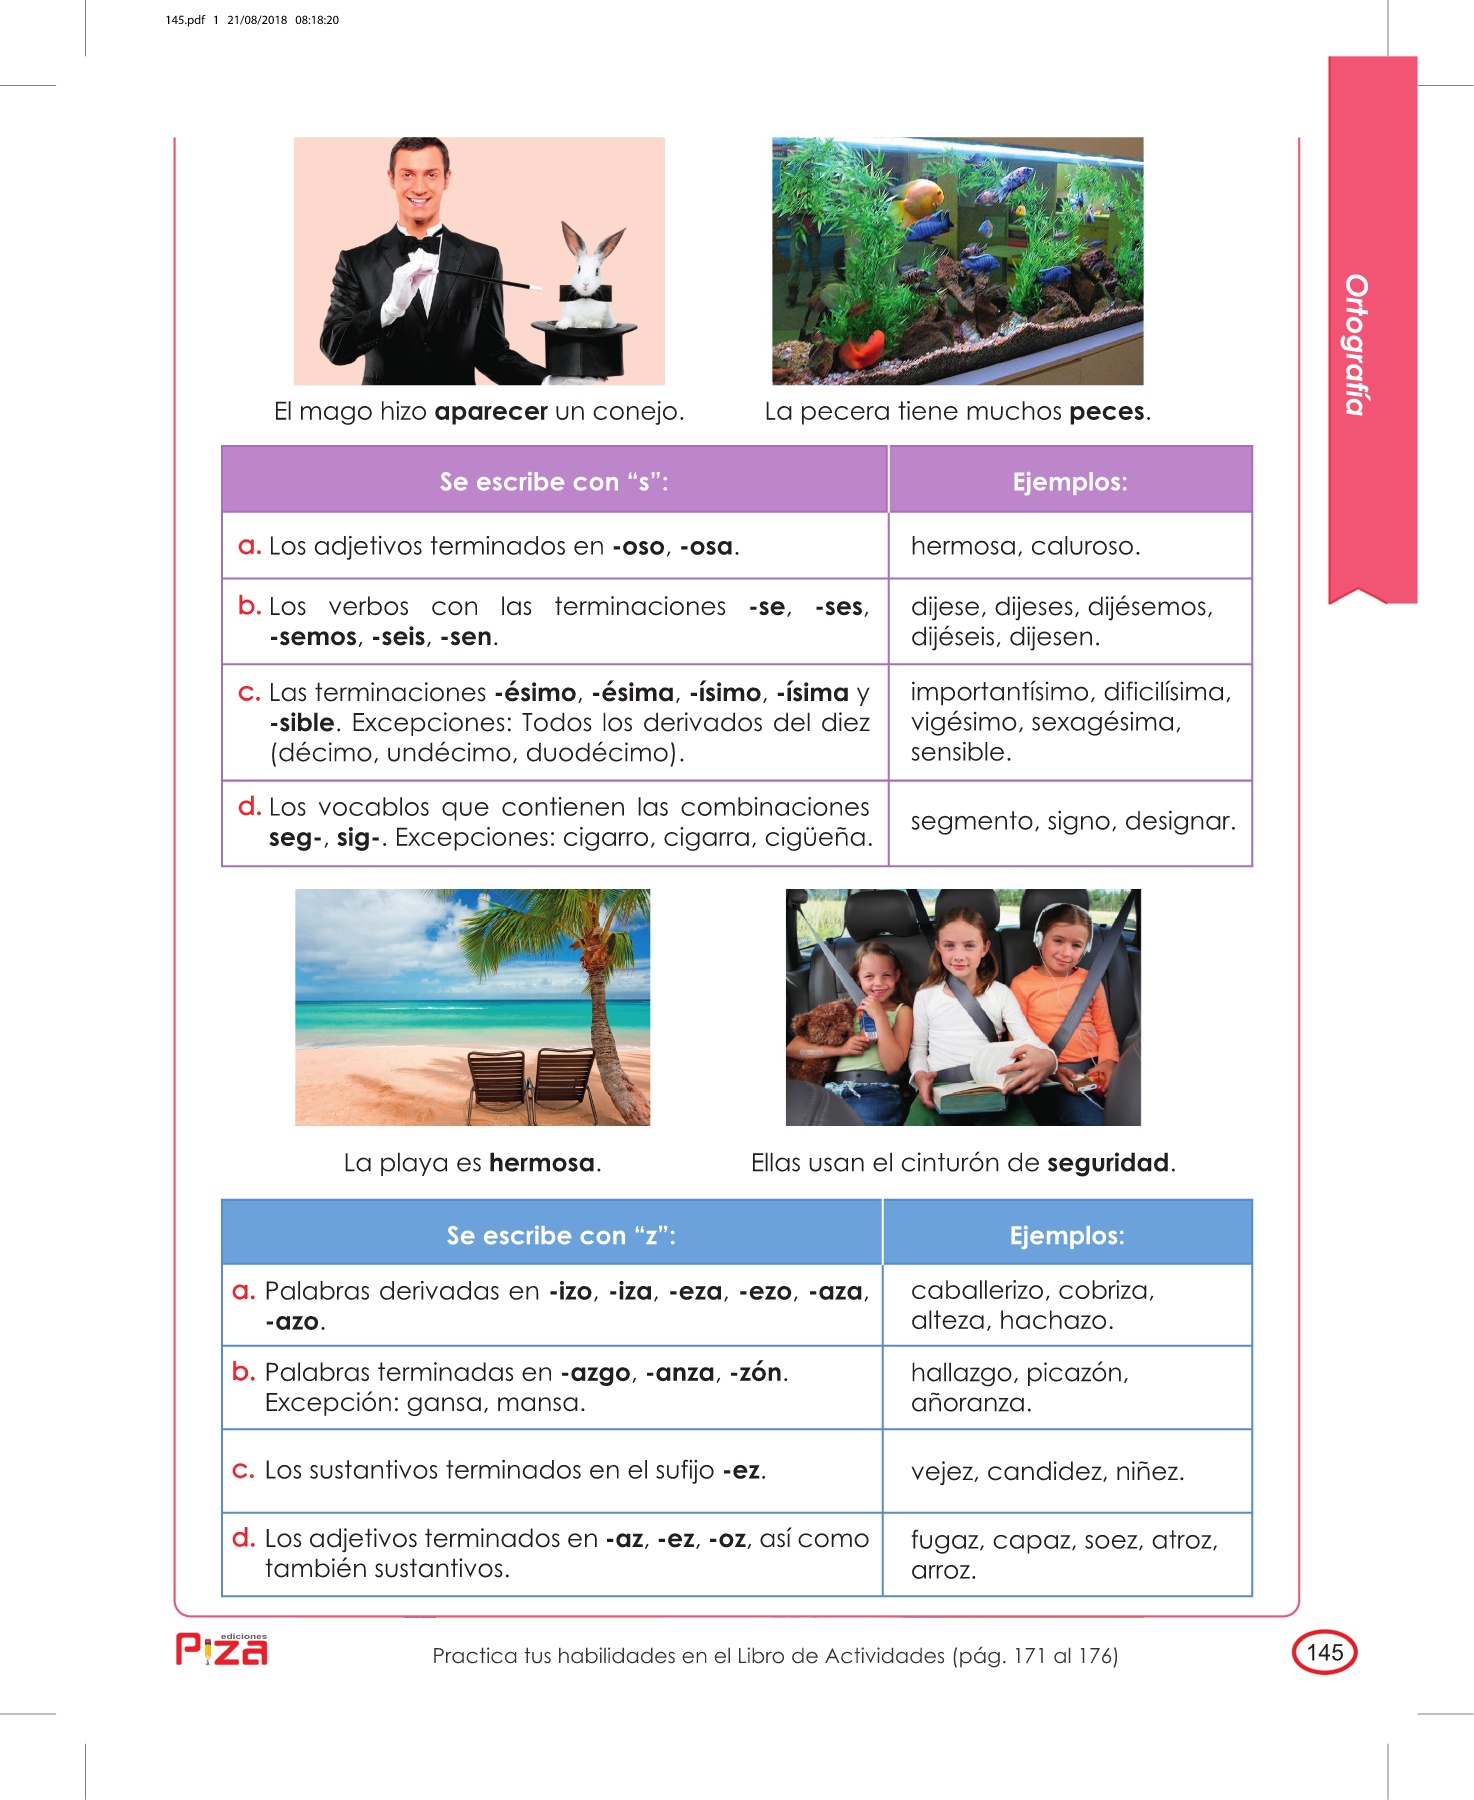 145.pdf 1 21/08/2018 08:18:20
Ortografía
El mago hizo aparecer un conejo.
La pecera tiene muchos peces.
Se escribe con “s”:
Ejemplos:
a. Los adjetivos terminados en -oso, -osa.
hermosa, caluroso.
b. Los verbos con las terminaciones -se, -ses,
-semos, -seis, -sen.
dijese, dijeses, dijésemos,
dijéseis, dijesen.
c. Las terminaciones -ésimo, -ésima, -ísimo, -ísima y
-sible. Excepciones: Todos los derivados del diez
(décimo, undécimo, duodécimo).
importantísimo, dificilísima,
vigésimo, sexagésima,
sensible.
d. Los vocablos que contienen las combinaciones
seg-, sig-. Excepciones: cigarro, cigarra, cigüeña.
segmento, signo, designar.
La playa es hermosa.
Ellas usan el cinturón de seguridad.
Se escribe con “z”:
Ejemplos:
a. Palabras derivadas en -izo, -iza, -eza, -ezo, -aza,
-azo.
caballerizo, cobriza,
alteza, hachazo.
b. Palabras terminadas en -azgo, -anza, -zón.
Excepción: gansa, mansa.
hallazgo, picazón,
añoranza.
c. Los sustantivos terminados en el sufijo -ez.
vejez, candidez, niñez.
d. Los adjetivos terminados en -az, -ez, -oz, así como
también sustantivos.
fugaz, capaz, soez, atroz,
arroz.
ediciones
Piza
Practica tus habilidades en el Libro de Actividades (pág. 171 al 176)
145